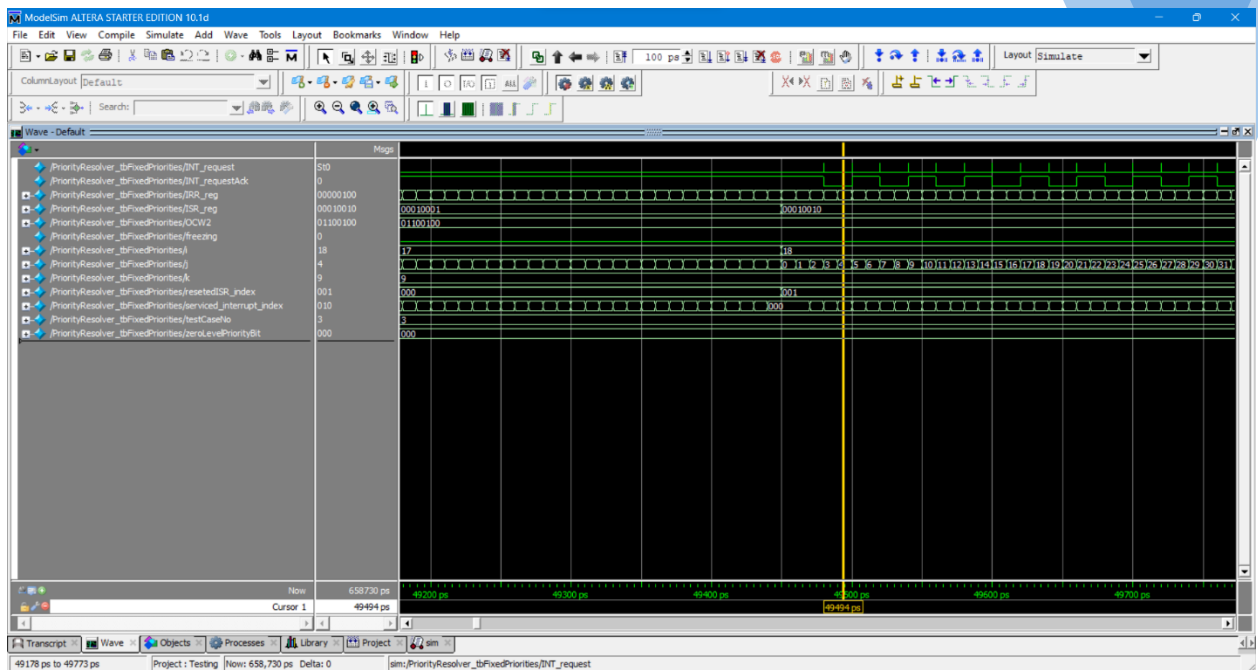 ModelSim ALTERA STARTER EDITION 10.1d
File Edit View Compile Simulate Add Wave Tools Layout Bookmarks Window Help
100 ps Layout Simulate
ColumnLayout Default
Search:
Wave - Default
Msgs
/PriorityResolver_tbFixedPriorities/INT_request St0
/PriorityResolver_tbFixedPriorities/INT_requestAck 0
/PriorityResolver_tbFixedPriorities/IRR_reg 00000100
/PriorityResolver_tbFixedPriorities/ISR_reg 00010010 00010001 00010010
/PriorityResolver_tbFixedPriorities/OCW2 01100100 01100100
/PriorityResolver_tbFixedPriorities/freezing 0
/PriorityResolver_tbFixedPriorities/i 18 17 18
/PriorityResolver_tbFixedPriorities/j 4 0 1 2 3 4 5 6 7 8 9 10 11 12 13 14 15 16 17 18 19 20 21 22 23 24 25 26 27 28 29 30 31
/PriorityResolver_tbFixedPriorities/k 9 9
/PriorityResolver_tbFixedPriorities/resetedISR_index 001 000 001
/PriorityResolver_tbFixedPriorities/serviced_interrupt_index 010 000
/PriorityResolver_tbFixedPriorities/testCaseNo 3 3
/PriorityResolver_tbFixedPriorities/zeroLevelPriorityBit 000 000
Now 658730 ps 49200 ps 49300 ps 49400 ps 49500 ps 49600 ps 49700 ps
Cursor 1 49494 ps 49494 ps
Transcript Wave Objects Processes Library Project sim
49178 ps to 49773 ps Project : Testing Now: 658,730 ps Delta: 0 sim:/PriorityResolver_tbFixedPriorities/INT_request